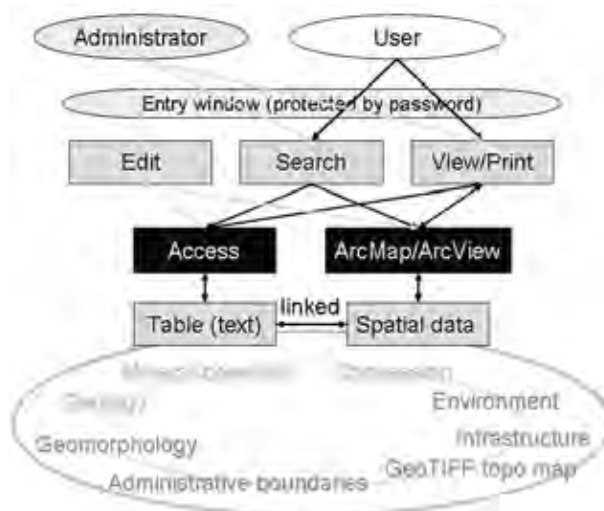 Administrator
User
Entry window (protected by password)
Edit
Search
View/Print
Access
ArcMap/ArcView
linked
Table (text)
Spatial data
Geology
Environment
Geomorphology
Infrastructure
GeoTIFF topo map
Administrative boundaries